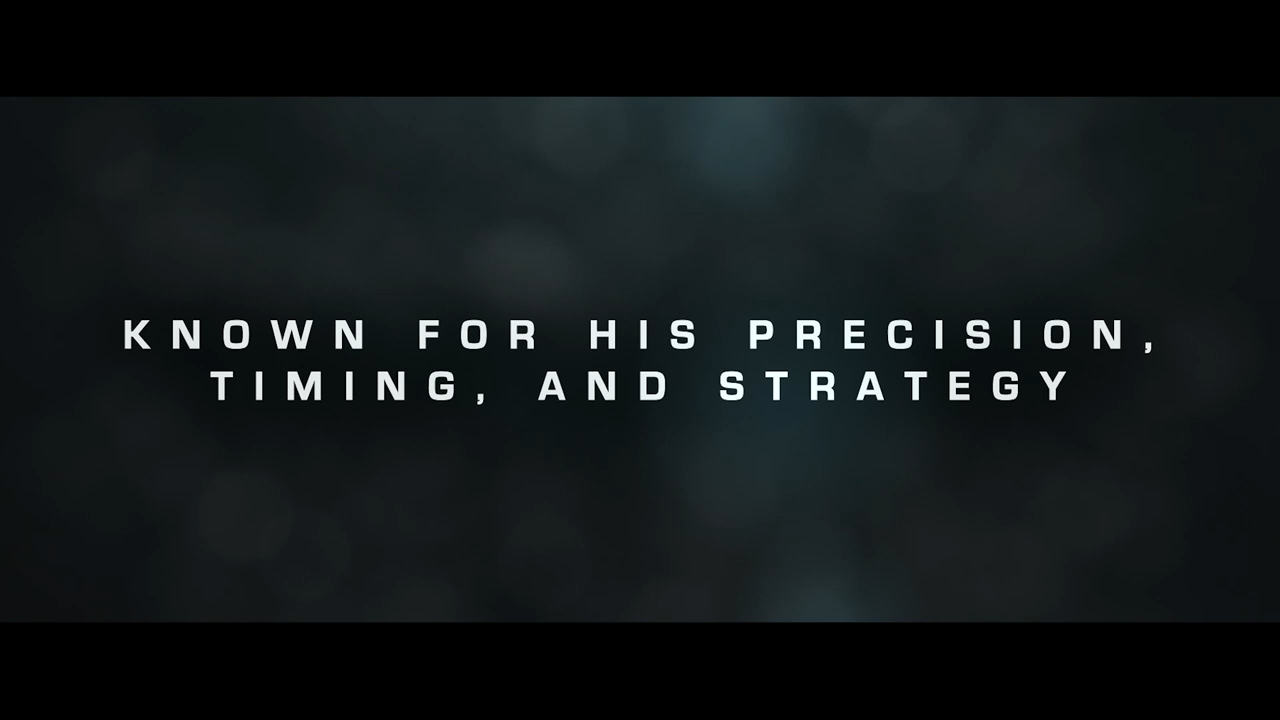 KNOWN FOR HIS PRECISION,
TIMING, AND STRATEGY